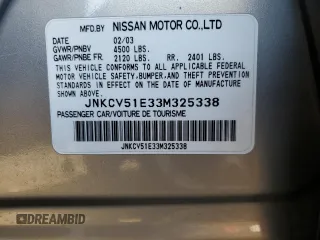 MFD BY NISSAN MOTOR CO.,LTD
DATE 02/03
GVWR/PNBV 4500 LBS.
GAWR/PNBE FR. 2120 LBS. RR. 2401 LBS.
THIS VEHICLE CONFORMS TO ALL APPLICABLE FEDERAL
MOTOR VEHICLE SAFETY, BUMPER, AND THEFT PREVENTION
STANDARDS IN EFFECT ON THE DATE OF
MANUFACTURE SHOWN ABOVE.
JNKCV51E33M325338
PASSENGER CAR/VOITURE DE TOURISME
JNKCV51E33M325338
©DREAMBID